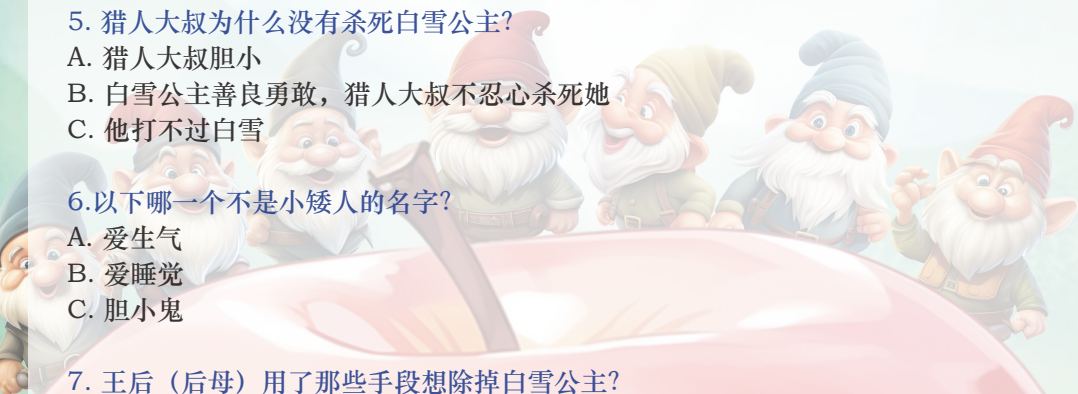 5. 猎人大叔为什么没有杀死白雪公主?
A. 猎人大叔胆小
B. 白雪公主善良勇敢，猎人大叔不忍心杀死她
C. 他打不过白雪
6.以下哪一个不是小矮人的名字?
A. 爱生气
B. 爱睡觉
C. 胆小鬼
7. 王后（后母）用了那些手段想除掉白雪公主?